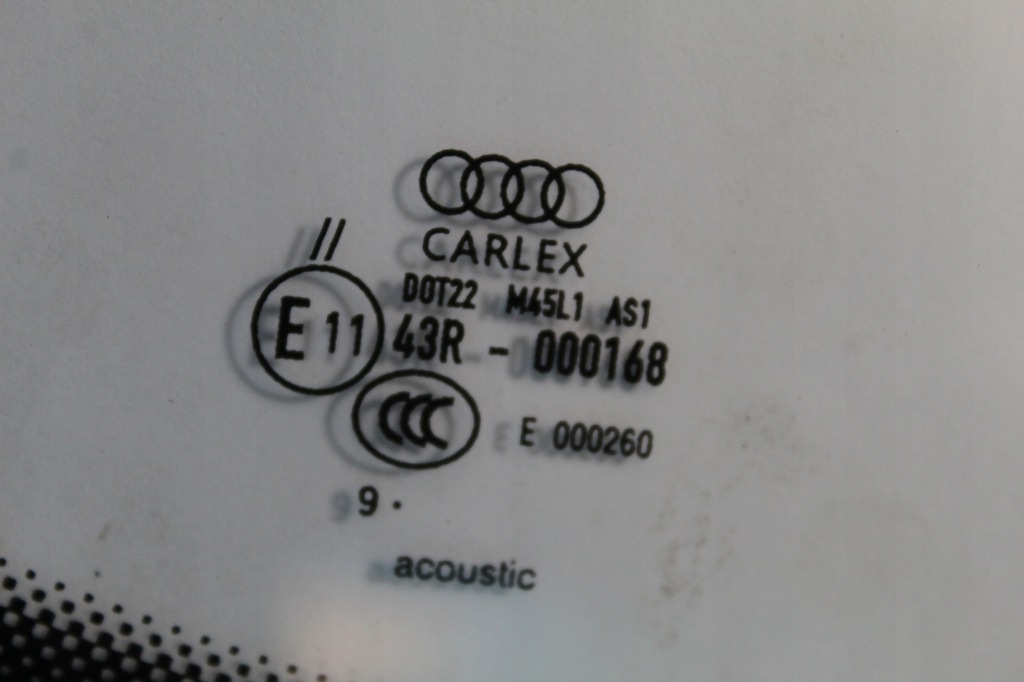 CARLEX
//
DOT22 M45L1 AS1
E 11 43R - 000168
CCC E 000260
9 .
acoustic